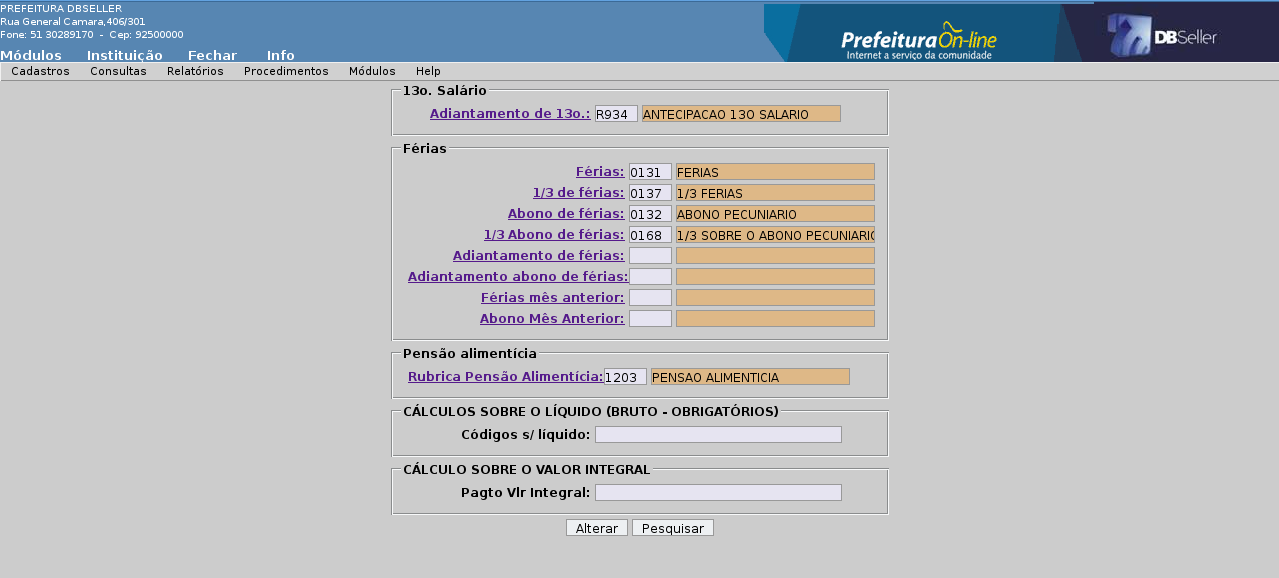 PREFEITURA DBSELLER
Rua General Camara,406/301
Fone: 51 30289170  -  Cep: 92500000
Prefeitura On-line
Internet a serviço da comunidade
DBSeller
Módulos Instituição Fechar Info
Cadastros Consultas Relatórios Procedimentos Módulos Help
13o. Salário
Adiantamento de 13o.: R934 ANTECIPACAO 13O SALARIO
Férias
Férias: 0131 FERIAS
1/3 de férias: 0137 1/3 FERIAS
Abono de férias: 0132 ABONO PECUNIARIO
1/3 Abono de férias: 0168 1/3 SOBRE O ABONO PECUNIARIO
Adiantamento de férias:
Adiantamento abono de férias:
Férias mês anterior:
Abono Mês Anterior:
Pensão alimentícia
Rubrica Pensão Alimentícia: 1203 PENSAO ALIMENTICIA
CÁLCULOS SOBRE O LÍQUIDO (BRUTO - OBRIGATÓRIOS)
Códigos s/ líquido:
CÁLCULO SOBRE O VALOR INTEGRAL
Pagto Vlr Integral:
Alterar Pesquisar